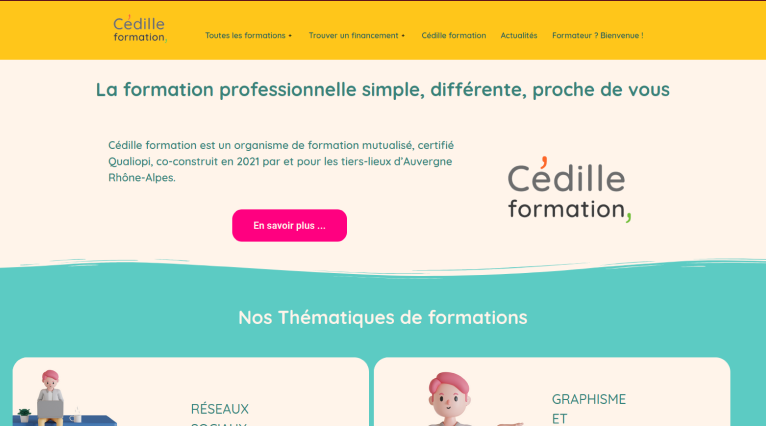 Cédille
formation,
Toutes les formations
Trouver un financement
Cédille formation
Actualités
Formateur ? Bienvenue !
La formation professionnelle simple, différente, proche de vous
Cédille formation est un organisme de formation mutualisé, certifié
Qualiopi, co-construit en 2021 par et pour les tiers-lieux d'Auvergne
Rhône-Alpes.
En savoir plus ...
Cédille
formation,
Nos Thématiques de formations
RÉSEAUX
SOCIAUX
GRAPHISME
ET